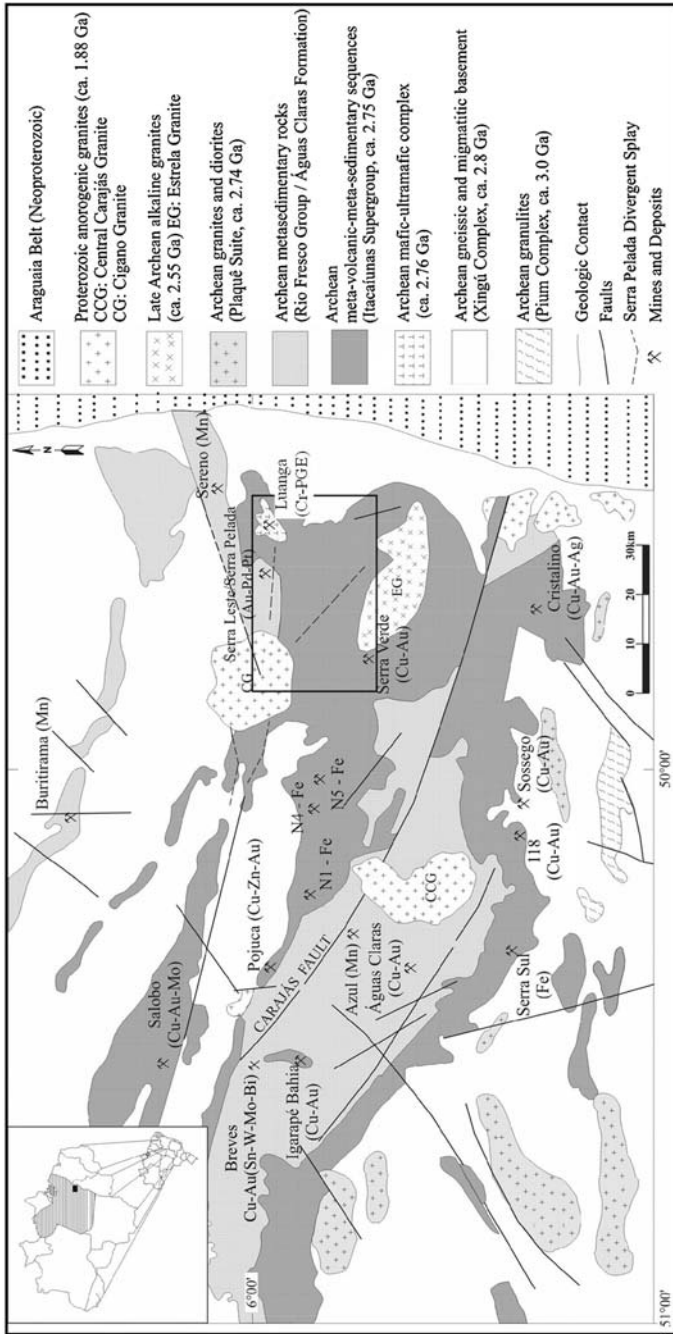 N
Buritirama (Mn)
Salobo
(Cu-Au-Mo)
Sereno (Mn)
Serra Leste/Serra Pelada
(Au-Pd-Pt)
Luanga
(Cr-PGE)
CG
Pojuca (Cu-Zn-Au)
Breves
Cu-Au(Sn-W-Mo-Bi)
6°00'
N4 - Fe
N5 - Fe
N1 - Fe
CARAJÁS FAULT
Igarapé Bahia
(Cu-Au)
Azul (Mn)
Águas Claras
(Cu-Au)
CCG
EG
Serra Verde
(Cu-Au)
Serra Sul
(Fe)
118
(Cu-Au)
Sossego
(Cu-Au)
Cristalino
(Cu-Au-Ag)
0 10 20 30km
51°00'
50°00'
Araguaia Belt (Neoproterozoic)
Proterozoic anorogenic granites (ca. 1.88 Ga)
CCG: Central Carajás Granite
CG: Cigano Granite
Late Archean alkaline granites
(ca. 2.55 Ga) EG: Estrela Granite
Archean granites and diorites
(Plaquê Suite, ca. 2.74 Ga)
Archean metasedimentary rocks
(Rio Fresco Group / Águas Claras Formation)
Archean
meta-volcanic-meta-sedimentary sequences
(Itacaiunas Supergroup, ca. 2.75 Ga)
Archean mafic-ultramafic complex
(ca. 2.76 Ga)
Archean gneissic and migmatitic basement
(Xingú Complex, ca. 2.8 Ga)
Archean granulites
(Pium Complex, ca. 3.0 Ga)
Geologic Contact
Faults
Serra Pelada Divergent Splay
Mines and Deposits